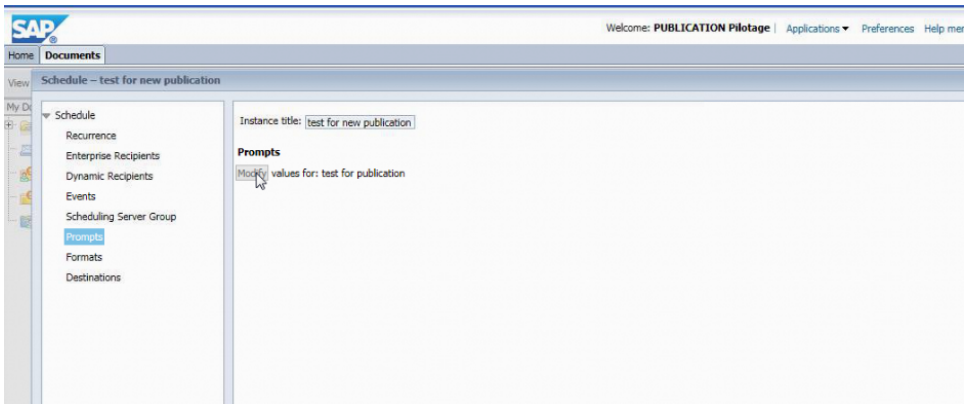 SAP ®
Welcome: PUBLICATION Pilotage | Applications Preferences Help
Home Documents
View Schedule – test for new publication
My
Schedule
Recurrence
Enterprise Recipients
Dynamic Recipients
Events
Scheduling Server Group
Prompts
Formats
Destinations
Instance title: test for new publication
Prompts
Modify values for: test for publication